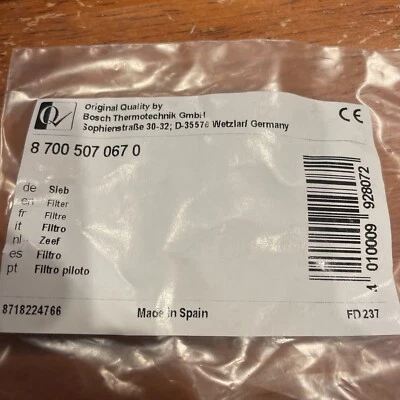 Original Quality by
Bosch Thermotechnik GmbH
Sophienstraße 30-32; D-35576 Wetzlar/ Germany
CE
8 700 507 067 0
de Sieb
en Filter
fr Filtre
it Filtro
nl Zeef
es Filtro
pt Filtro piloto
4 010009 928072
8718224766
Made in Spain
FD 237